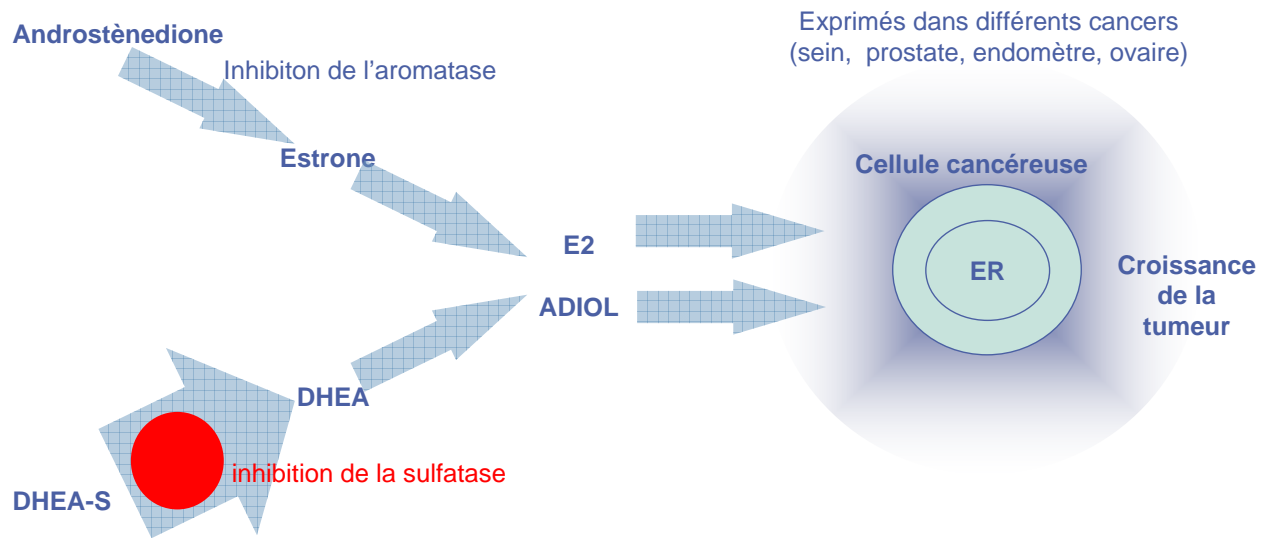 Androstènedione
Inhibiton de l'aromatase
Estrone
E2
ADIOL
DHEA
inhibition de la sulfatase
DHEA-S
Exprimés dans différents cancers
(sein, prostate, endomètre, ovaire)
Cellule cancéreuse
ER
Croissance
de la
tumeur